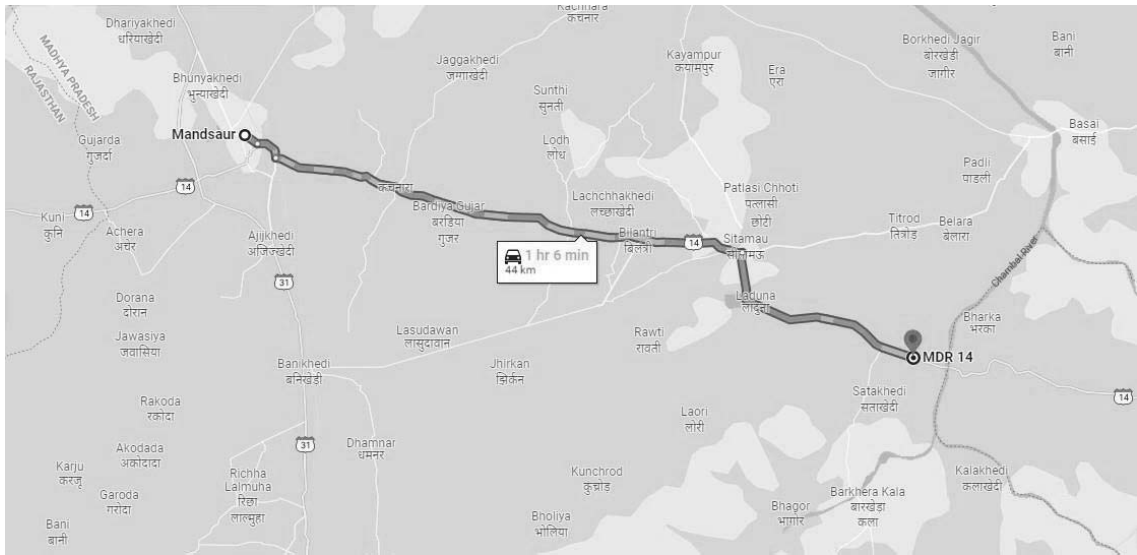 Kachnara
कचनार
Dhariyakhedi
धरियाखेडी
Borkhedi Jagir
बोरखेड़ी
जागीर
Bani
बानी
MADHYA PRADESH
RAJASTHAN
Jaggakhedi
जग्गाखेदी
Kayampur
कयामपुर
Era
एरा
Bhunyakhedi
भुन्याखेदी
Sunthi
सुनती
Basai
बसाई
Mandsaur
Gujarda
गुजर्दा
Lodh
लोध
Padli
पाडली
14
कचनारा
Lachchhakhedi
लच्छाखेदी
Patlasi Chhoti
पत्लासी
छोटी
Kuni
कुनि
14
Achera
अचेर
Bardiya Gujar
बरड़िया
गुजर
Titrod
तित्रोड
Belara
बेलारा
Ajijkhedi
अजिज्खेदी
Bilantri
बिलंत्री
14
Sitamau
सीतामऊ
1 hr 6 min
44 km
Chambal River
31
Dorana
दोरान
Laduna
लादुना
Bharka
भरका
Jawasiya
जवासिया
Lasudawan
लासुदावान
Rawti
रावती
MDR 14
Banikhedi
बनिखेड़ी
Jhirkan
झिर्कन
Satakhedi
सताखेदी
14
Rakoda
रकोदा
Laori
लोरी
31
Dhamnar
धमनर
Akodada
अकोदादा
Karju
करजू
Richha
Lalmuha
रिछा
लाल्मुहा
Kunchrod
कुन्चोड
Kalakhedi
कलाखेदी
Garoda
गरोदा
Barkhera Kala
बारखेड़ा
कला
Bhagor
भागोर
Bholiya
भोलिया
Bani
बानी